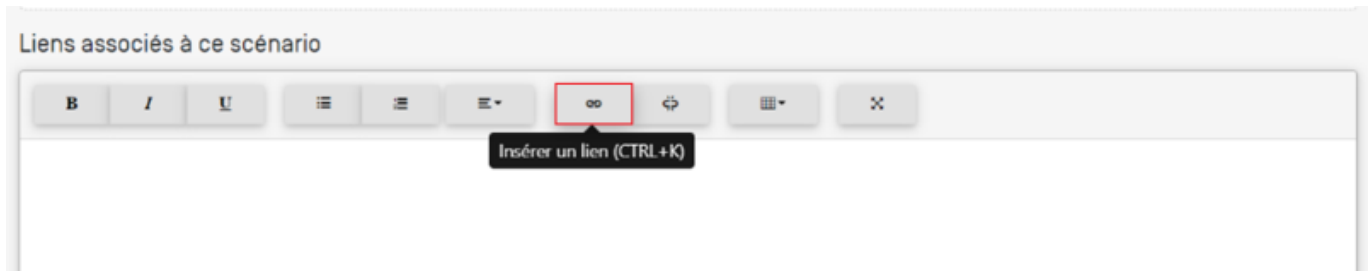 Liens associés à ce scénario
B I U
Insérer un lien (CTRL+K)